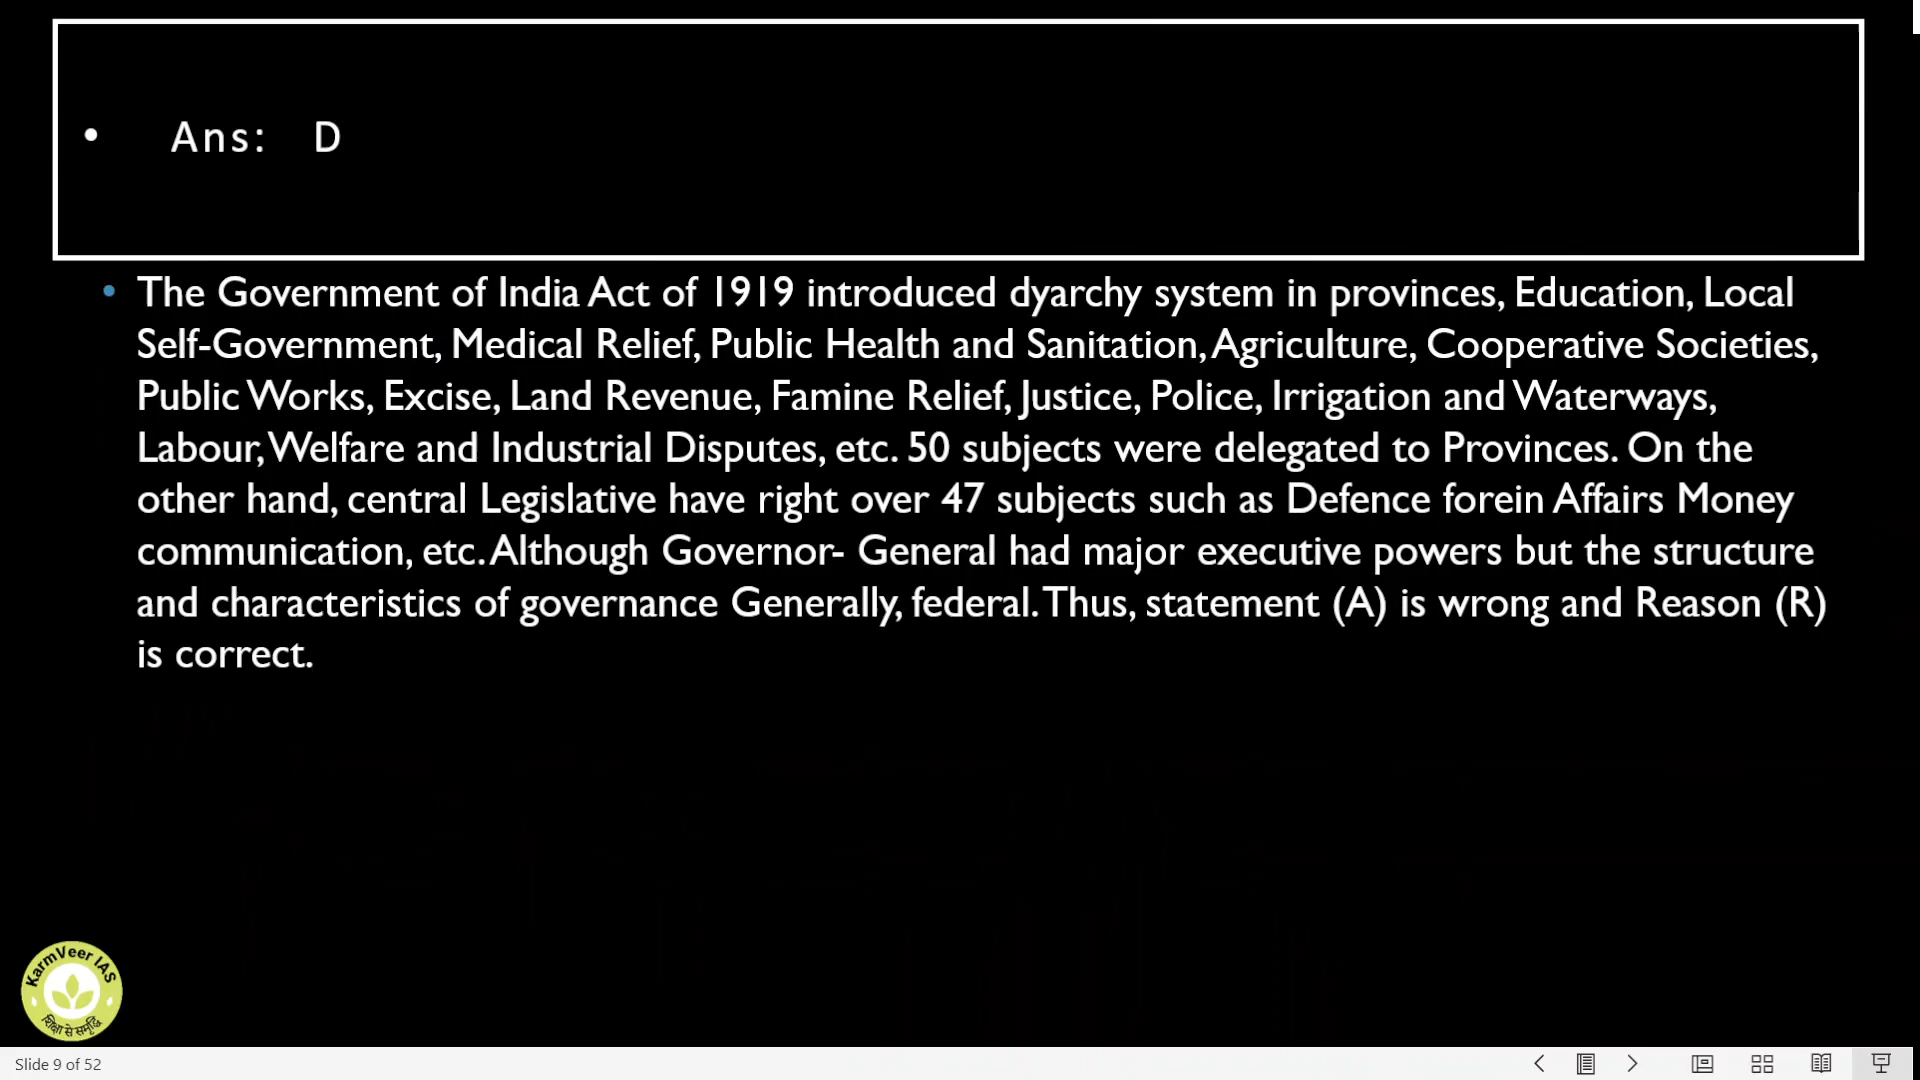 • Ans: D
• The Government of India Act of 1919 introduced dyarchy system in provinces, Education, Local
Self-Government, Medical Relief, Public Health and Sanitation, Agriculture, Cooperative Societies,
Public Works, Excise, Land Revenue, Famine Relief, Justice, Police, Irrigation and Waterways,
Labour, Welfare and Industrial Disputes, etc. 50 subjects were delegated to Provinces. On the
other hand, central Legislative have right over 47 subjects such as Defence forein Affairs Money
communication, etc. Although Governor- General had major executive powers but the structure
and characteristics of governance Generally, federal. Thus, statement (A) is wrong and Reason (R)
is correct.
KarmVeer IAS
शिक्षा से समृद्धि
Slide 9 of 52